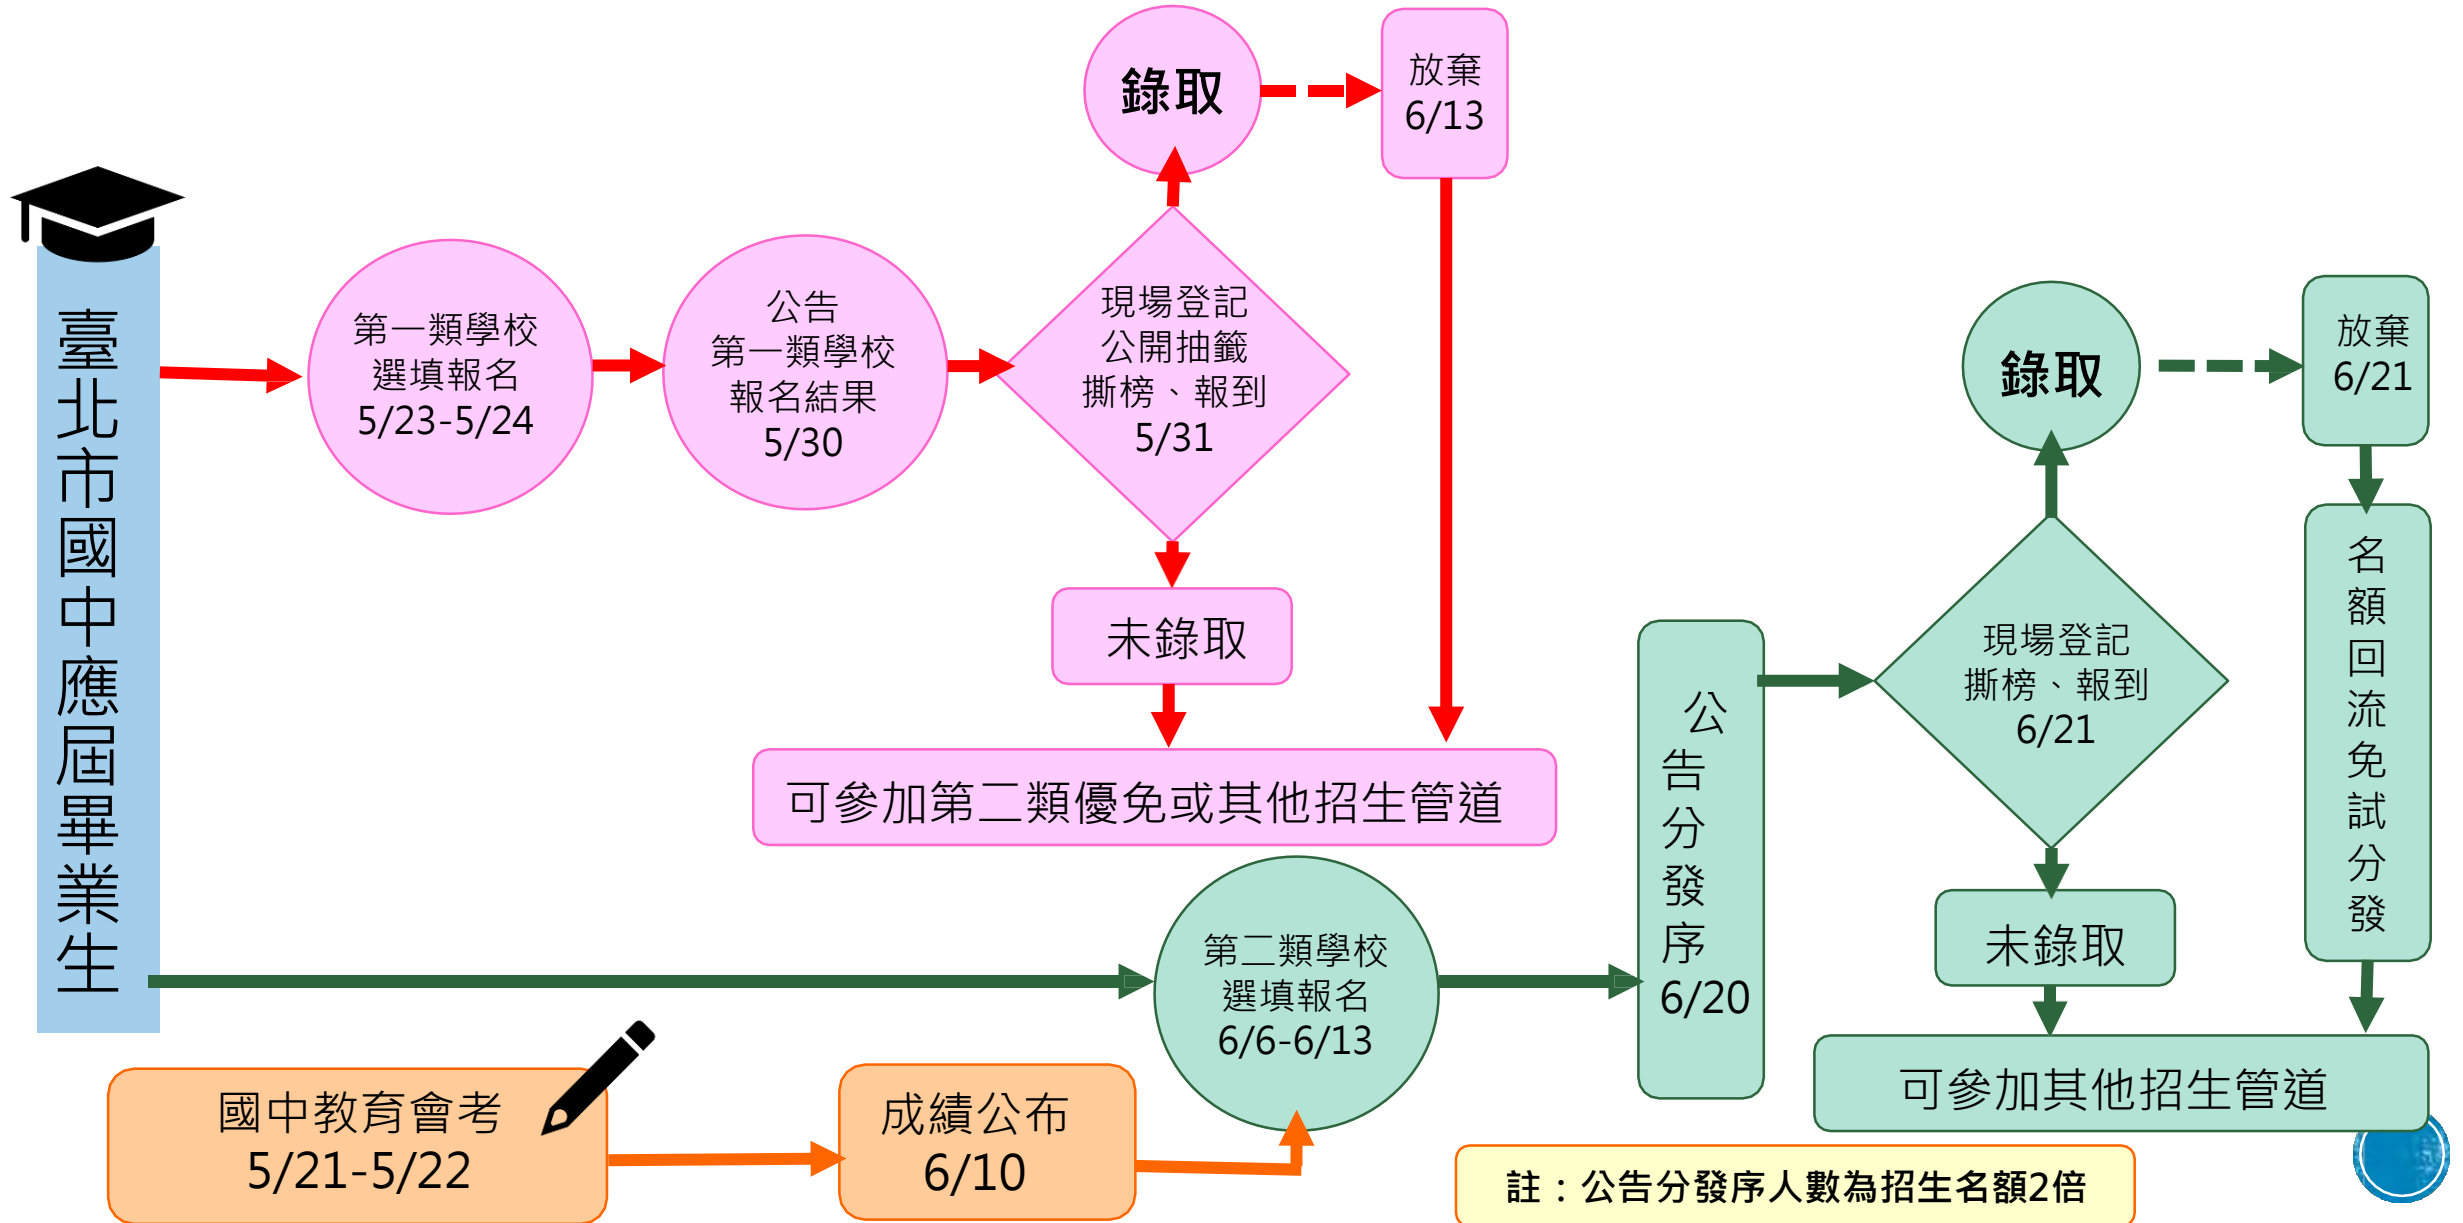 臺北市國中應屆畢業生
第一類學校
選填報名
5/23-5/24
公告
第一類學校
報名結果
5/30
現場登記
公開抽籤
撕榜、報到
5/31
錄取
放棄
6/13
未錄取
可參加第二類優免或其他招生管道
國中教育會考
5/21-5/22
成績公布
6/10
第二類學校
選填報名
6/6-6/13
公告分發序
6/20
現場登記
撕榜、報到
6/21
錄取
放棄
6/21
名額回流免試分發
未錄取
可參加其他招生管道
註：公告分發序人數為招生名額2倍